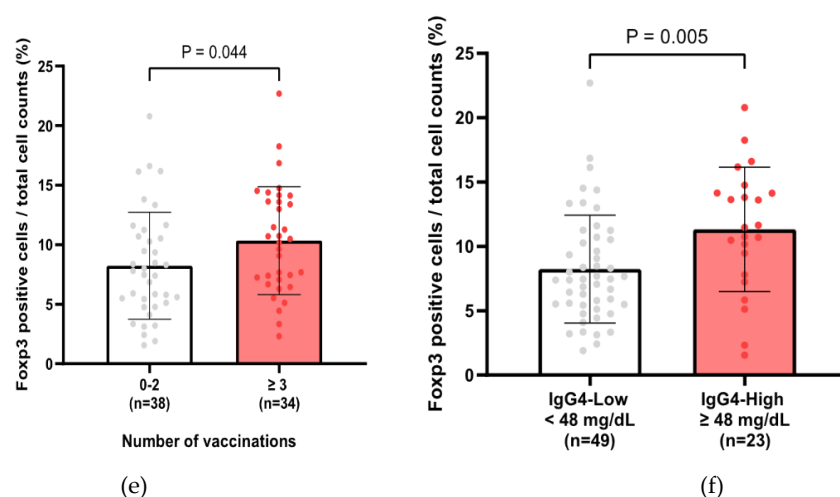 P = 0.044
Foxp3 positive cells / total cell counts (%)
25
20
15
10
5
0
0-2
(n=38)
≥ 3
(n=34)
Number of vaccinations
(e)
P = 0.005
Foxp3 positive cells / total cell counts (%)
25
20
15
10
5
0
IgG4-Low
< 48 mg/dL
(n=49)
IgG4-High
≥ 48 mg/dL
(n=23)
(f)